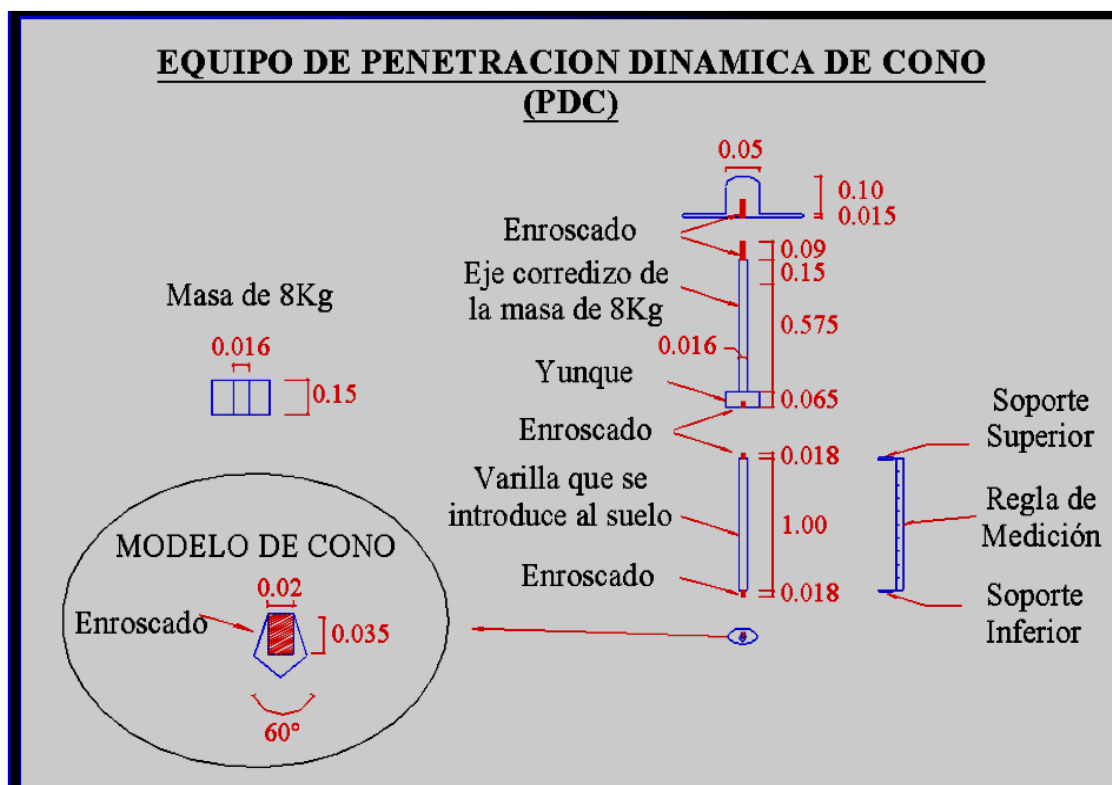 EQUIPO DE PENETRACION DINAMICA DE CONO
(PDC)
0.05
0.10
0.015
Enroscado
0.09
Eje corredizo de
la masa de 8Kg
0.15
0.575
0.016
Yunque
0.065
Enroscado
Masa de 8Kg
0.016
0.15
0.018
Varilla que se
introduce al suelo
1.00
Enroscado
0.018
Soporte
Superior
Regla de
Medición
Soporte
Inferior
MODELO DE CONO
0.02
Enroscado
0.035
60°